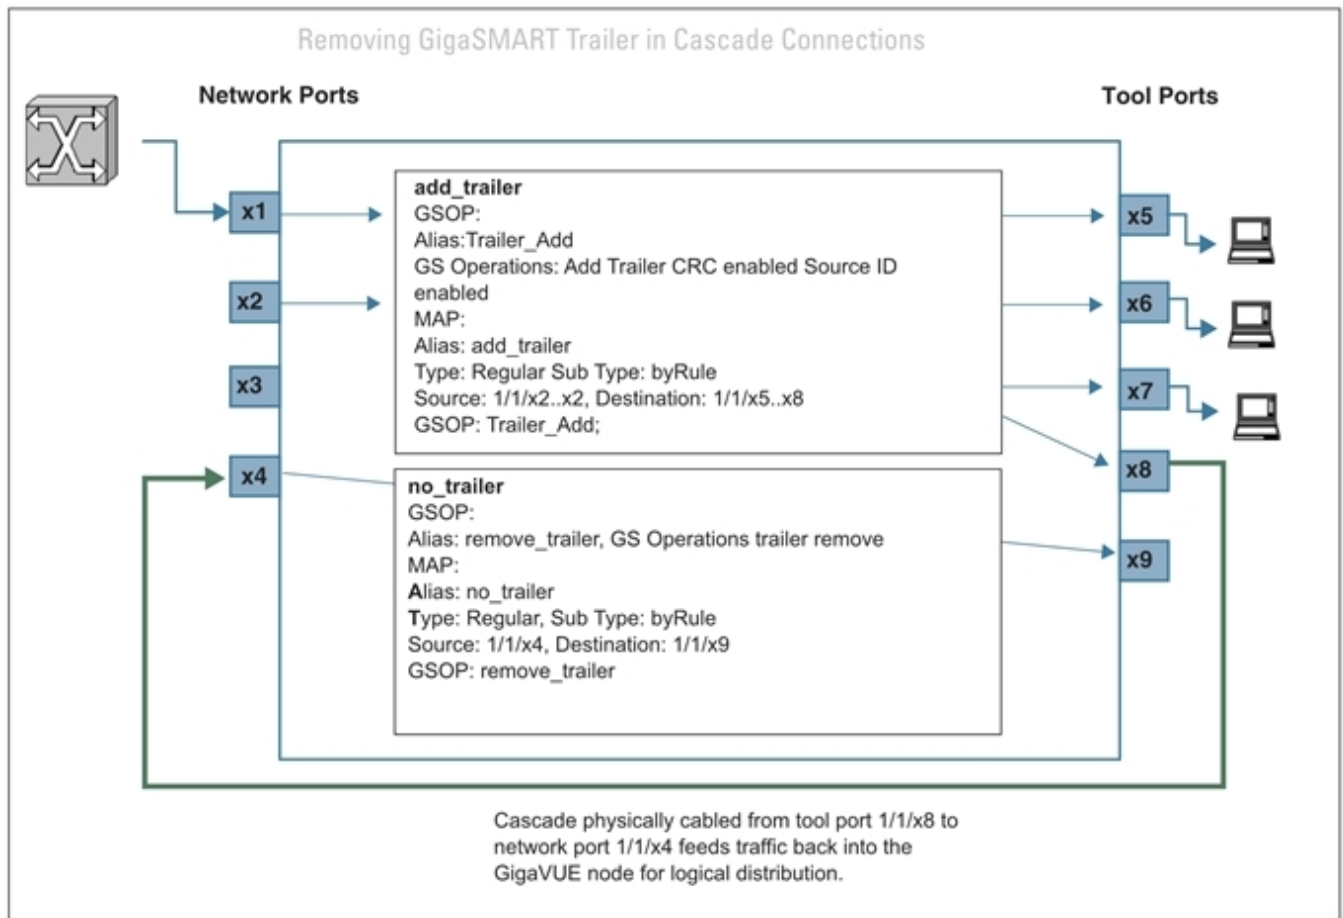 Removing GigaSMART Trailer in Cascade Connections
Network Ports
Tool Ports
x1
x2
x3
x4
add_trailer
GSOP:
Alias:Trailer_Add
GS Operations: Add Trailer CRC enabled Source ID
enabled
MAP:
Alias: add_trailer
Type: Regular Sub Type: byRule
Source: 1/1/x2..x2, Destination: 1/1/x5..x8
GSOP: Trailer_Add;
no_trailer
GSOP:
Alias: remove_trailer, GS Operations trailer remove
MAP:
Alias: no_trailer
Type: Regular, Sub Type: byRule
Source: 1/1/x4, Destination: 1/1/x9
GSOP: remove_trailer
x5
x6
x7
x8
x9
Cascade physically cabled from tool port 1/1/x8 to
network port 1/1/x4 feeds traffic back into the
GigaVUE node for logical distribution.